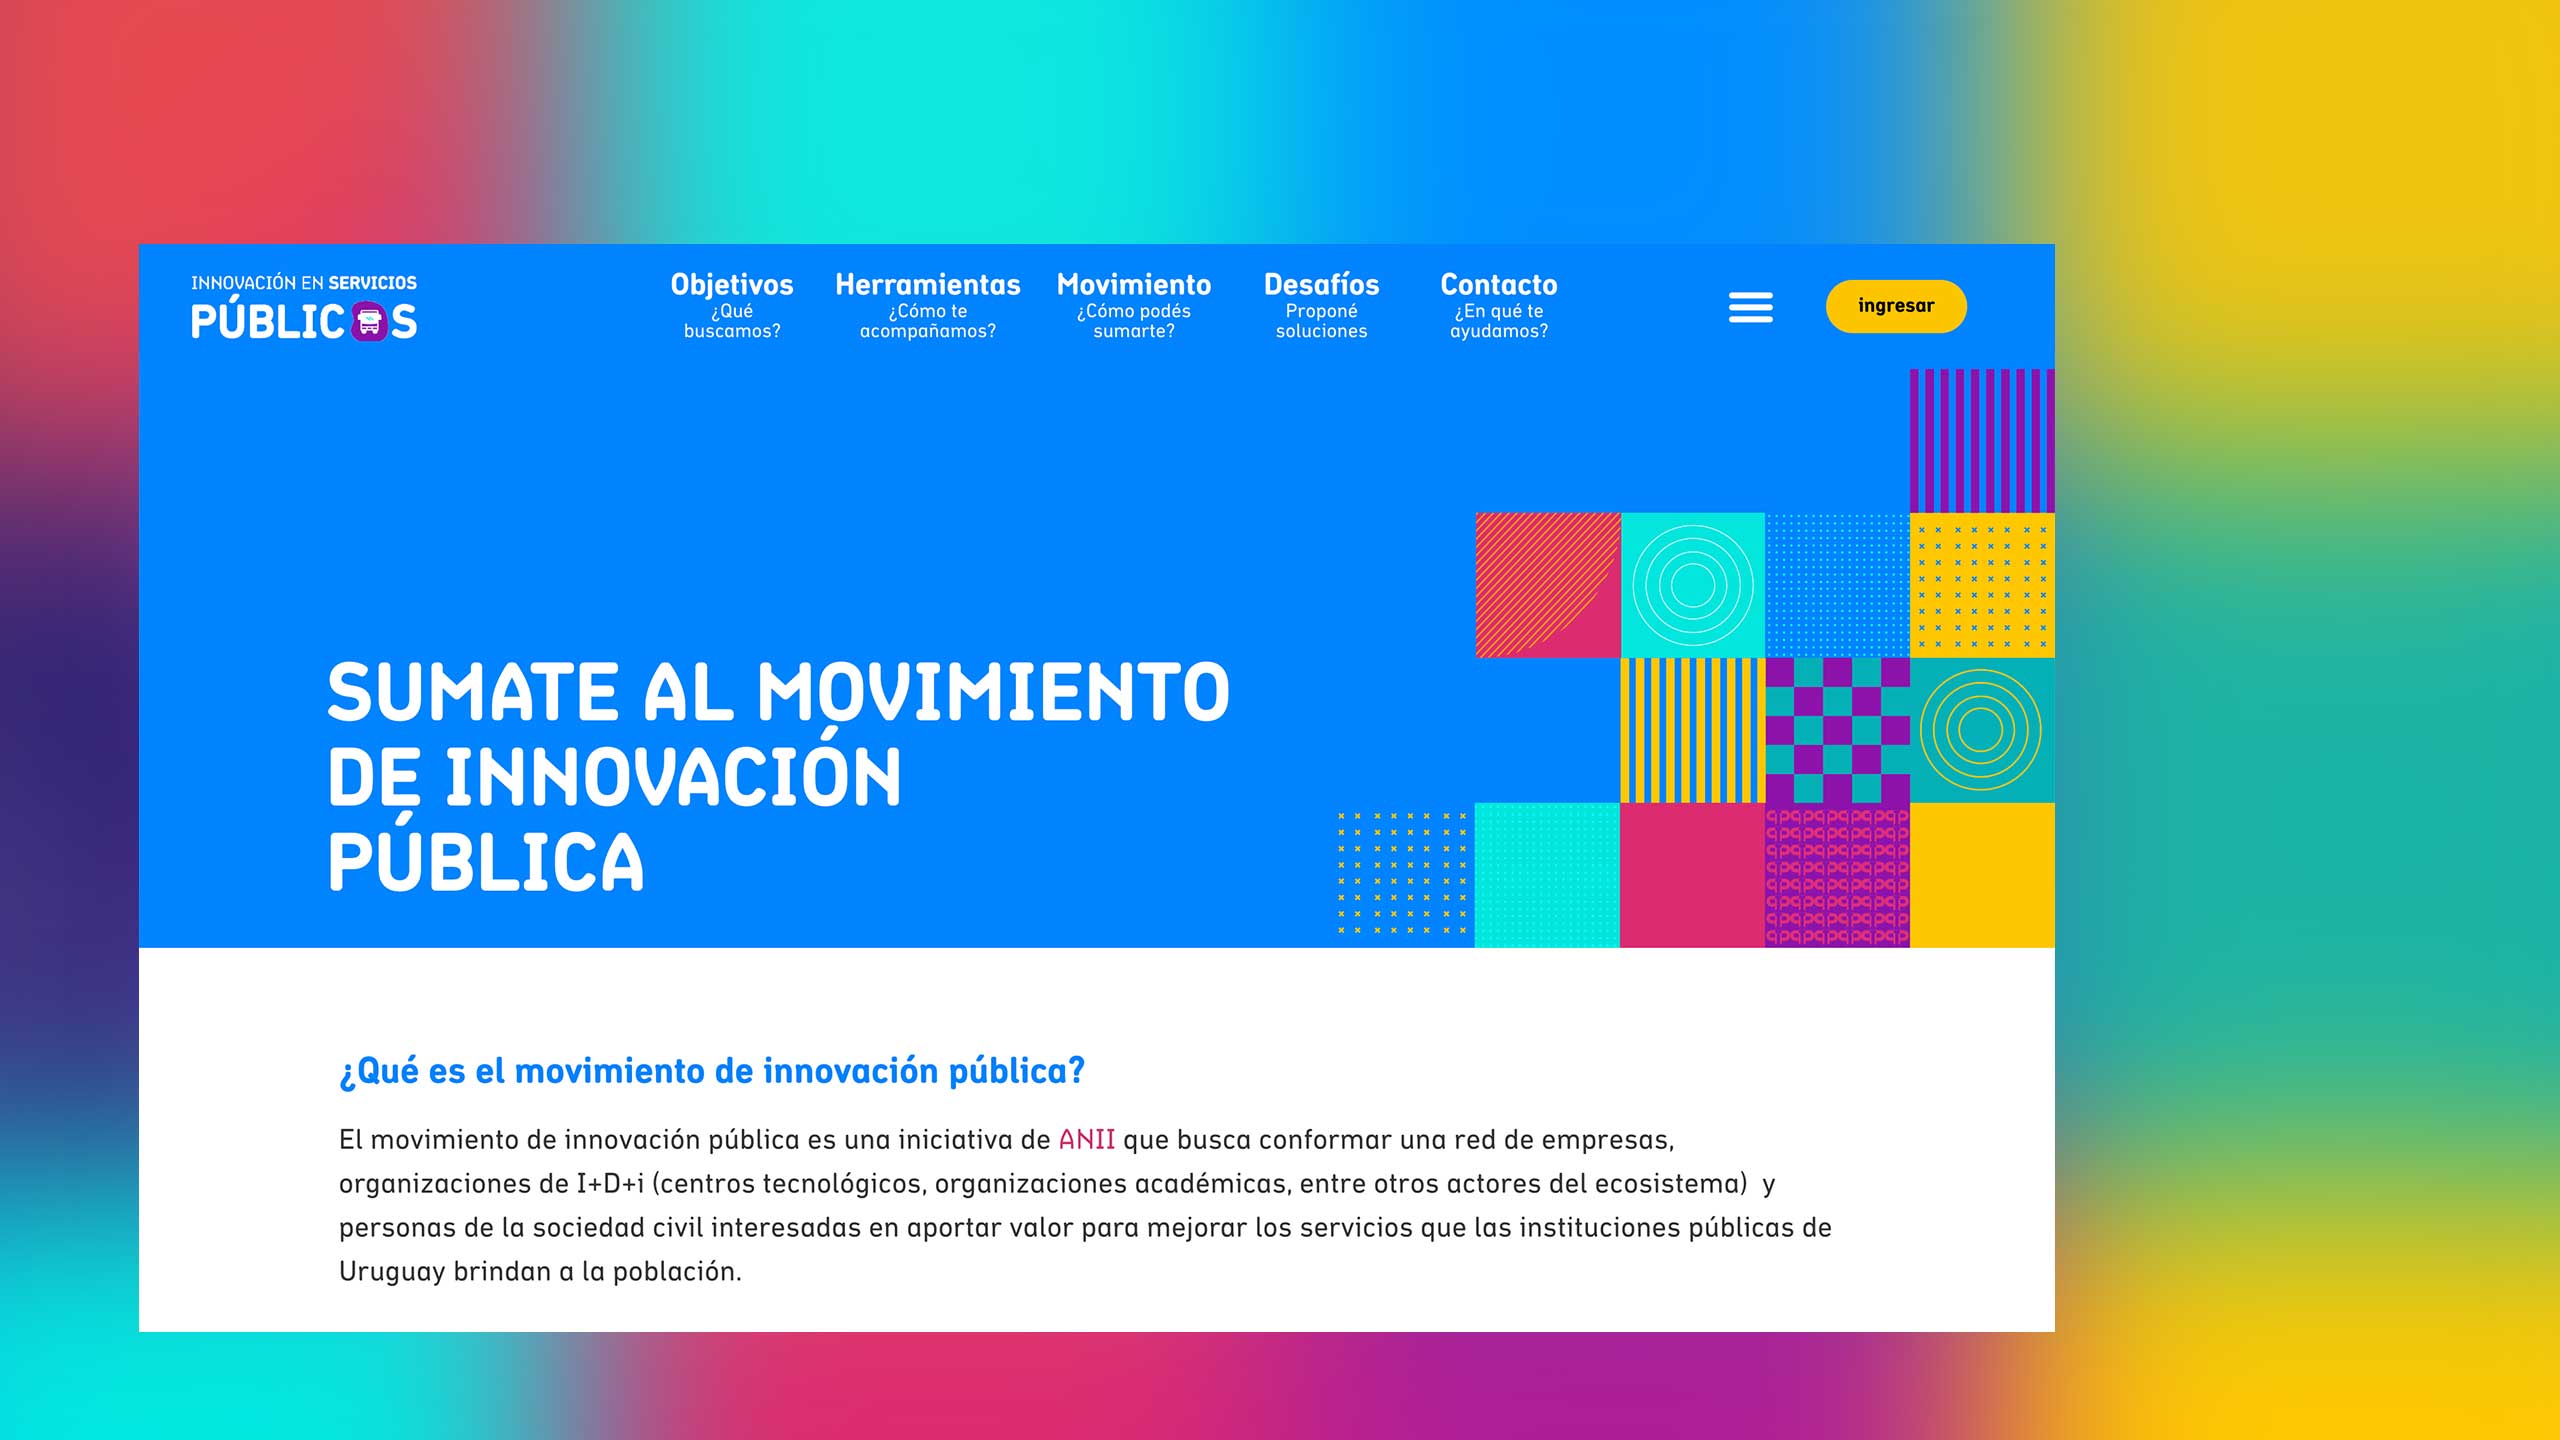 INNOVACIÓN EN SERVICIOS
PÚBLICOS
Objetivos
¿Qué
buscamos?
Herramientas
¿Cómo te
acompañamos?
Movimiento
¿Cómo podés
sumarte?
Desafíos
Proponé
soluciones
Contacto
¿En qué te
ayudamos?
ingresar
SUMATE AL MOVIMIENTO
DE INNOVACIÓN
PÚBLICA
¿Qué es el movimiento de innovación pública?
El movimiento de innovación pública es una iniciativa de ANII que busca conformar una red de empresas,
organizaciones de I+D+i (centros tecnológicos, organizaciones académicas, entre otros actores del ecosistema) y
personas de la sociedad civil interesadas en aportar valor para mejorar los servicios que las instituciones públicas de
Uruguay brindan a la población.